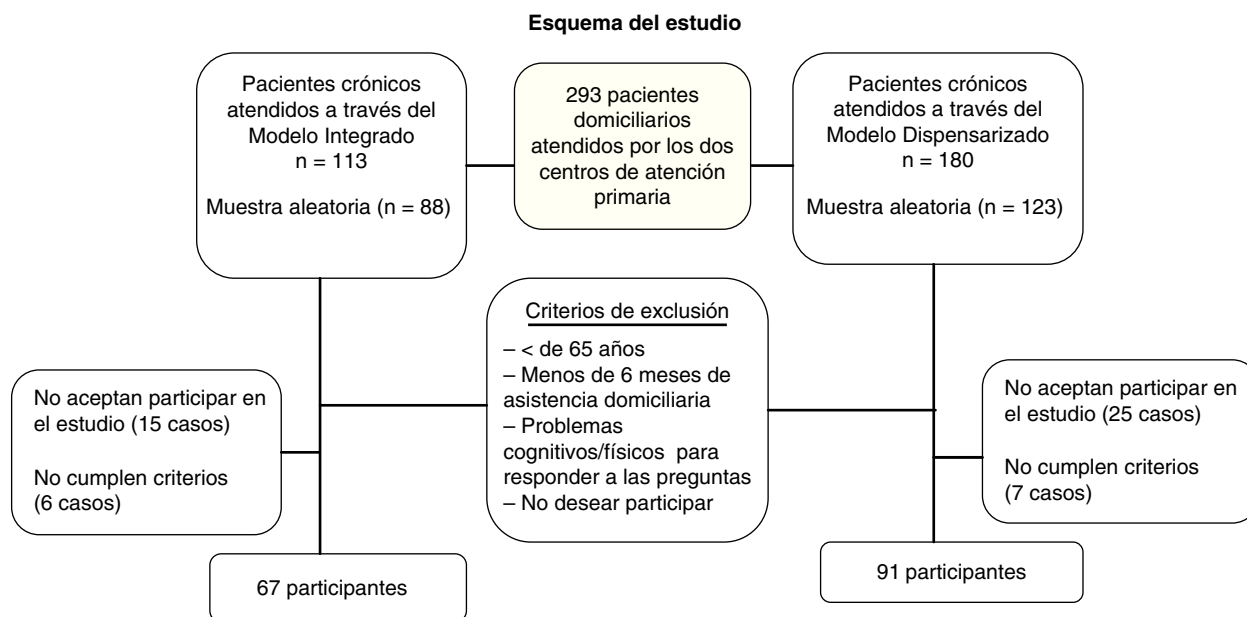 Esquema del estudio
Pacientes crónicos
atendidos a través del
Modelo Integrado
n = 113
Muestra aleatoria (n = 88)
293 pacientes
domiciliarios
atendidos por los dos
centros de atención
primaria
Pacientes crónicos
atendidos a través del
Modelo Dispensarizado
n = 180
Muestra aleatoria (n = 123)
Criterios de exclusión
– < de 65 años
– Menos de 6 meses de
asistencia domiciliaria
– Problemas
cognitivos/físicos para
responder a las preguntas
– No desear participar
No aceptan participar en
el estudio (15 casos)
No cumplen criterios
(6 casos)
No aceptan participar en
el estudio (25 casos)
No cumplen criterios
(7 casos)
67 participantes
91 participantes